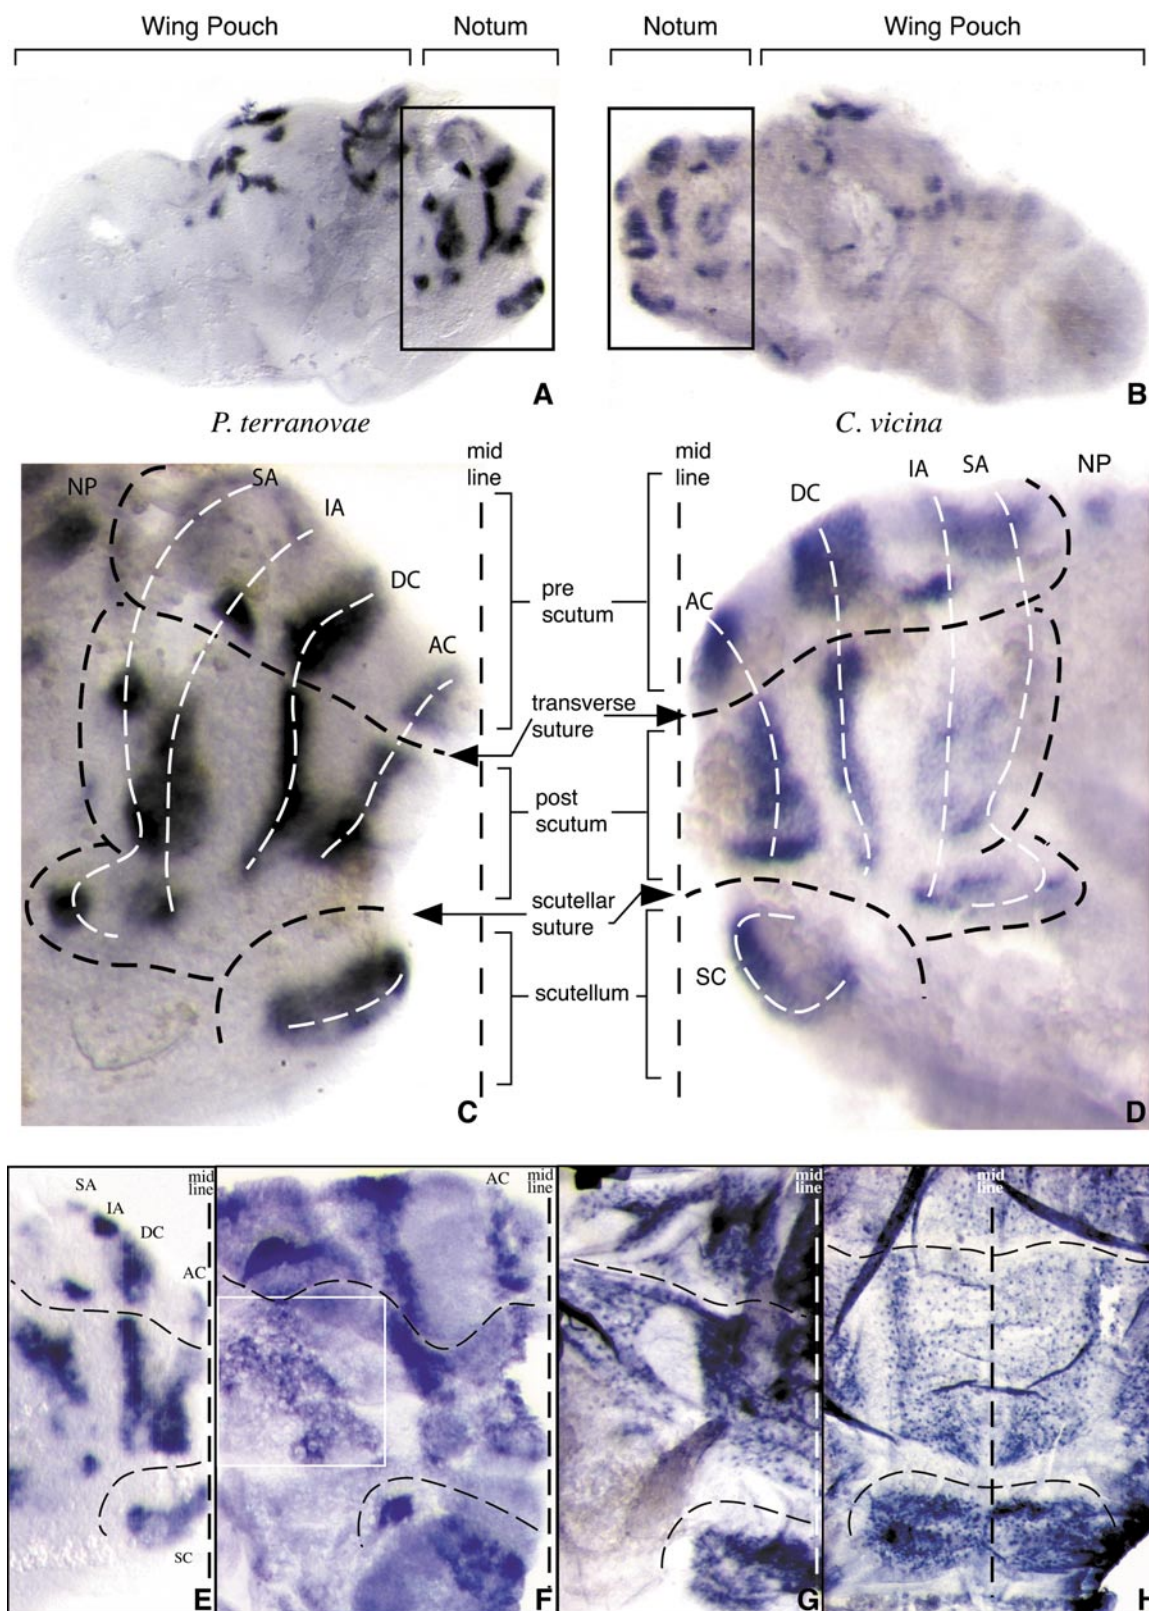 Wing Pouch
Notum
Notum
Wing Pouch
A
B
P. terranovae
C. vicina
NP
SA
IA
DC
AC
mid
line
mid
line
AC
DC
IA
SA
NP
pre
scutum
transverse
suture
post
scutum
scutellar
suture
scutellum
SC
C
D
SA
IA
DC
AC
mid
line
SC
E
AC
mid
line
F
mid
line
G
mid
line
H